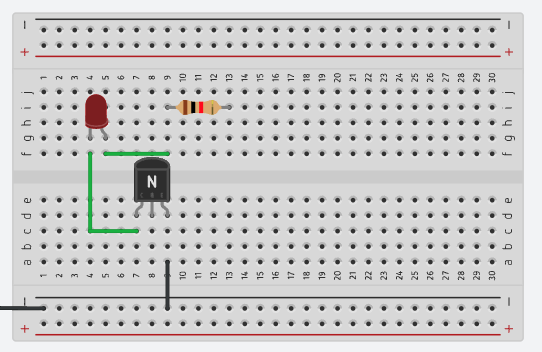 − −
+ +
1 2 3 4 5 6 7 8 9 10 11 12 13 14 15 16 17 18 19 20 21 22 23 24 25 26 27 28 29 30
j j
i i
h h
g g
f f
N
e e
d d
c c
b b
a a
1 2 3 4 5 6 7 8 9 10 11 12 13 14 15 16 17 18 19 20 21 22 23 24 25 26 27 28 29 30
− −
+ +